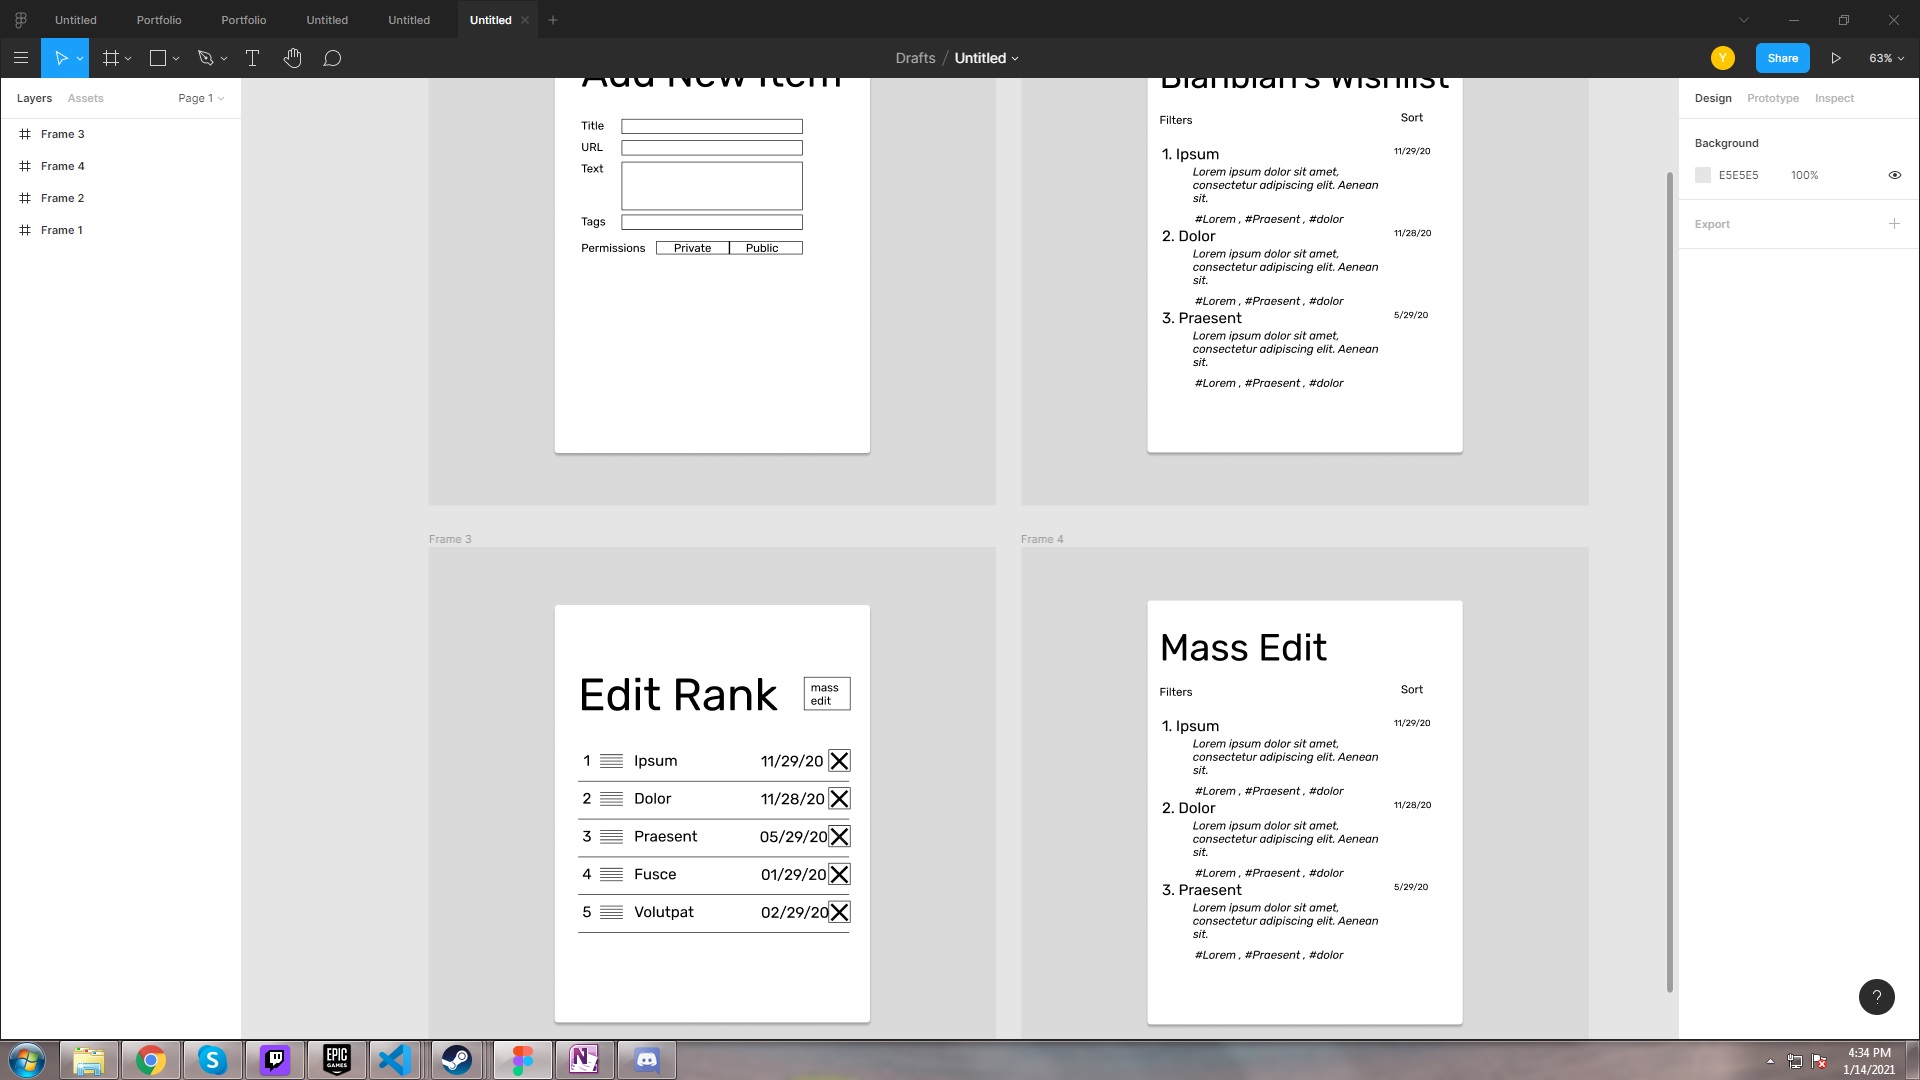 Untitled
Portfolio
Portfolio
Untitled
Untitled
Untitled
Drafts / Untitled
Y
Share
63%
Layers
Assets
Page 1
Frame 3
Frame 4
Frame 2
Frame 1
Add New Item
Title
URL
Text
Tags
Permissions
Private
Public
Blahblah's Wishlist
Filters
Sort
1. Ipsum
11/29/20
Lorem ipsum dolor sit amet,
consectetur adipiscing elit. Aenean
sit.
#Lorem , #Praesent , #dolor
2. Dolor
11/28/20
Lorem ipsum dolor sit amet,
consectetur adipiscing elit. Aenean
sit.
#Lorem , #Praesent , #dolor
3. Praesent
5/29/20
Lorem ipsum dolor sit amet,
consectetur adipiscing elit. Aenean
sit.
#Lorem , #Praesent , #dolor
Frame 3
Edit Rank
mass
edit
1 Ipsum 11/29/20
2 Dolor 11/28/20
3 Praesent 05/29/20
4 Fusce 01/29/20
5 Volutpat 02/29/20
Frame 4
Mass Edit
Filters
Sort
1. Ipsum
11/29/20
Lorem ipsum dolor sit amet,
consectetur adipiscing elit. Aenean
sit.
#Lorem , #Praesent , #dolor
2. Dolor
11/28/20
Lorem ipsum dolor sit amet,
consectetur adipiscing elit. Aenean
sit.
#Lorem , #Praesent , #dolor
3. Praesent
5/29/20
Lorem ipsum dolor sit amet,
consectetur adipiscing elit. Aenean
sit.
#Lorem , #Praesent , #dolor
Design
Prototype
Inspect
Background
E5E5E5
100%
Export
?
EPIC
GAMES
4:34 PM
1/14/2021